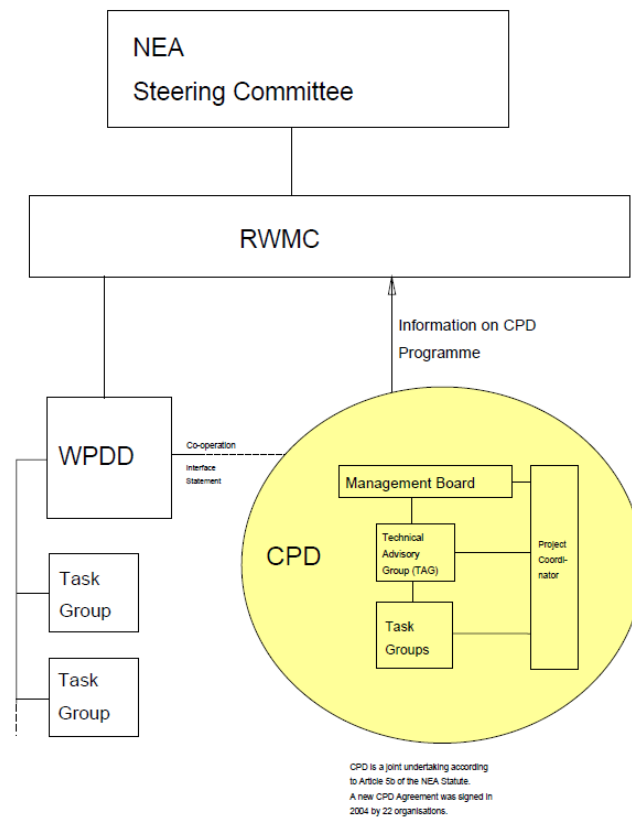 NEA
Steering Committee
RWMC
Information on CPD
Programme
WPDD
Co-operation
Interface
Statement
Management Board
CPD
Technical
Advisory
Group (TAG)
Project
Coordi-
nator
Task
Groups
Task
Group
Task
Group
CPD is a joint undertaking according
to Article 5b of the NEA Statute.
A new CPD Agreement was signed in
2004 by 22 organisations.